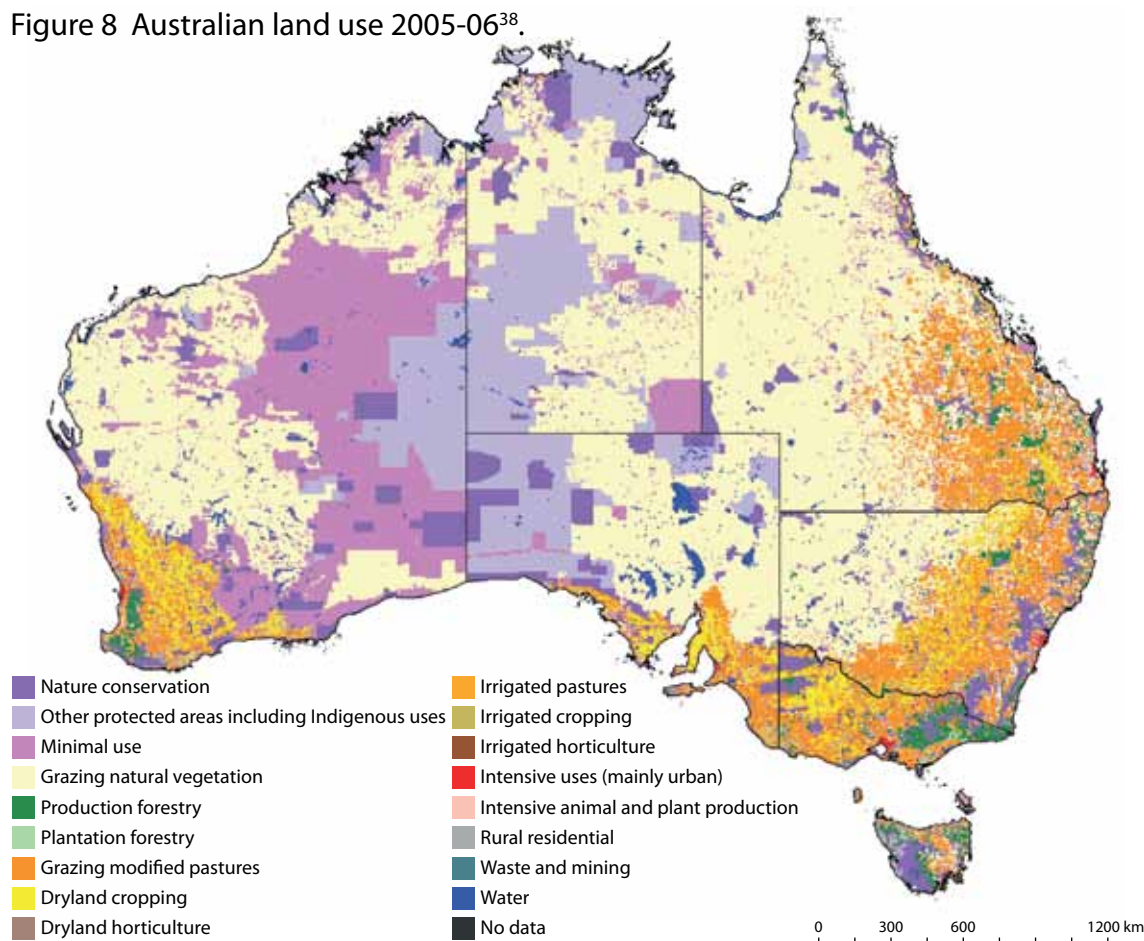 Figure 8 Australian land use 2005-06³⁸.
Nature conservation
Other protected areas including Indigenous uses
Minimal use
Grazing natural vegetation
Production forestry
Plantation forestry
Grazing modified pastures
Dryland cropping
Dryland horticulture
Irrigated pastures
Irrigated cropping
Irrigated horticulture
Intensive uses (mainly urban)
Intensive animal and plant production
Rural residential
Waste and mining
Water
No data
0 300 600 1200 km